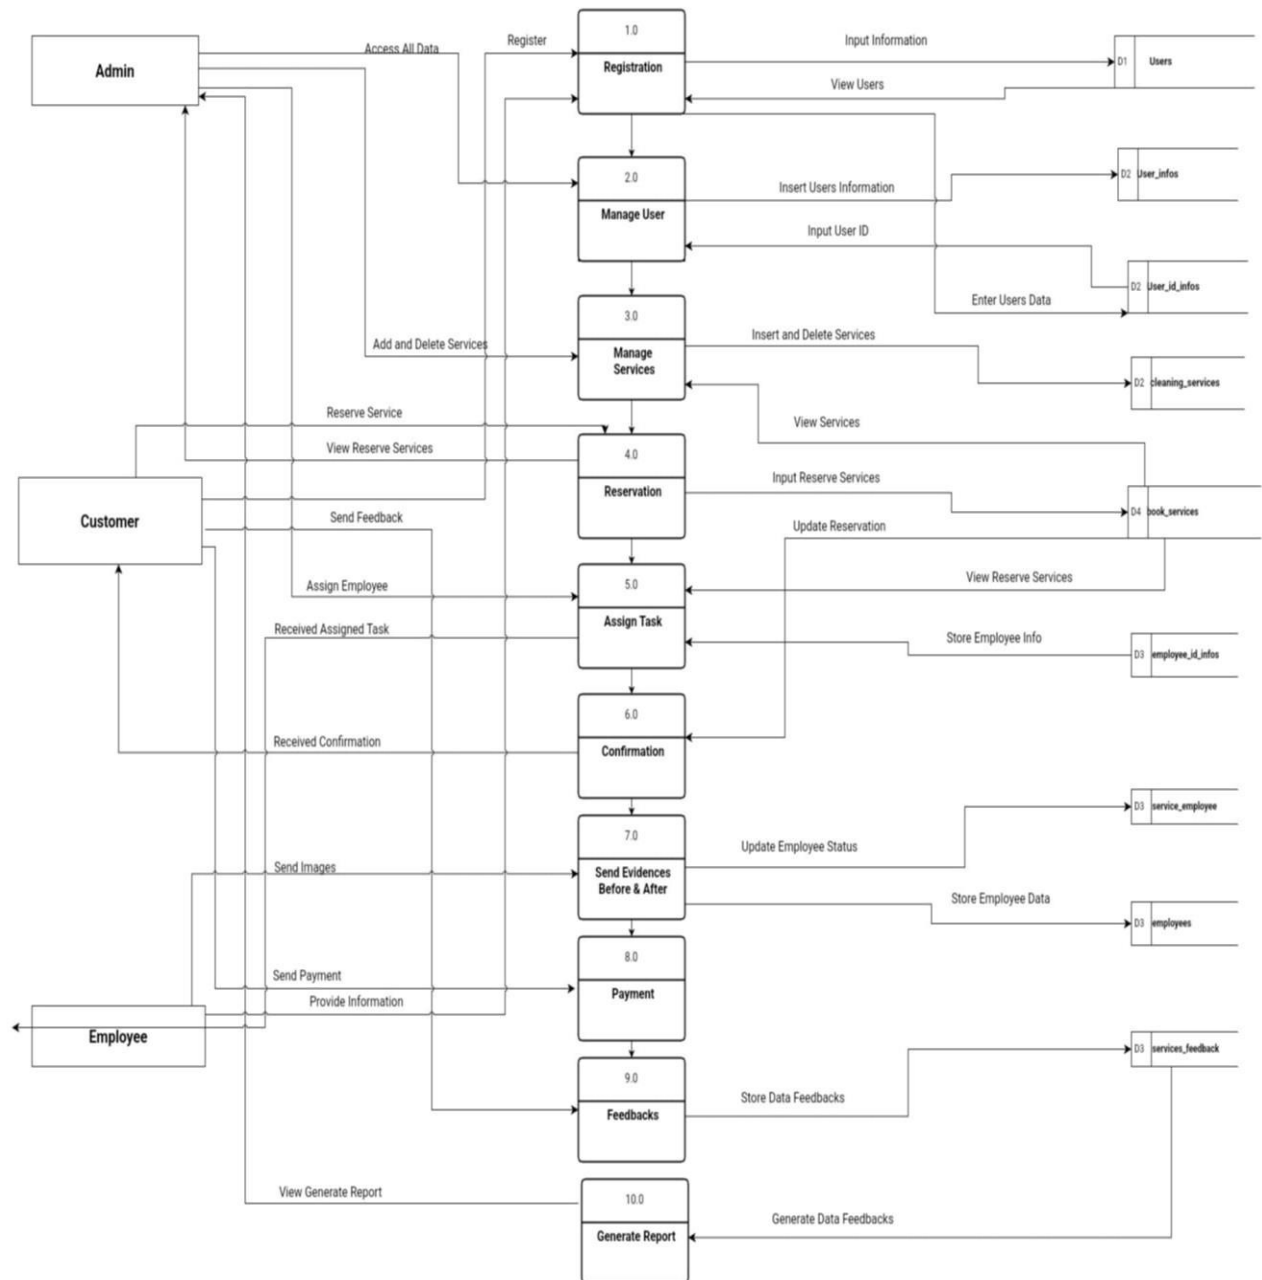 1.0
Registration
Admin
Access All Data
Register
Input Information
D1 Users
View Users
2.0
Manage User
Insert Users Information
D2 User_infos
Input User ID
D2 User_id_infos
Enter Users Data
3.0
Manage
Services
Add and Delete Services
Insert and Delete Services
D2 cleaning_services
Reserve Service
View Services
View Reserve Services
4.0
Reservation
Input Reserve Services
D4 book_services
Customer
Send Feedback
Update Reservation
View Reserve Services
Assign Employee
5.0
Assign Task
Received Assigned Task
Store Employee Info
D3 employee_id_infos
6.0
Confirmation
Received Confirmation
D3 service_employee
7.0
Send Evidences
Before & After
Update Employee Status
Send Images
Store Employee Data
D3 employees
8.0
Payment
Send Payment
Provide Information
Employee
D3 services_feedback
9.0
Feedbacks
Store Data Feedbacks
View Generate Report
10.0
Generate Report
Generate Data Feedbacks